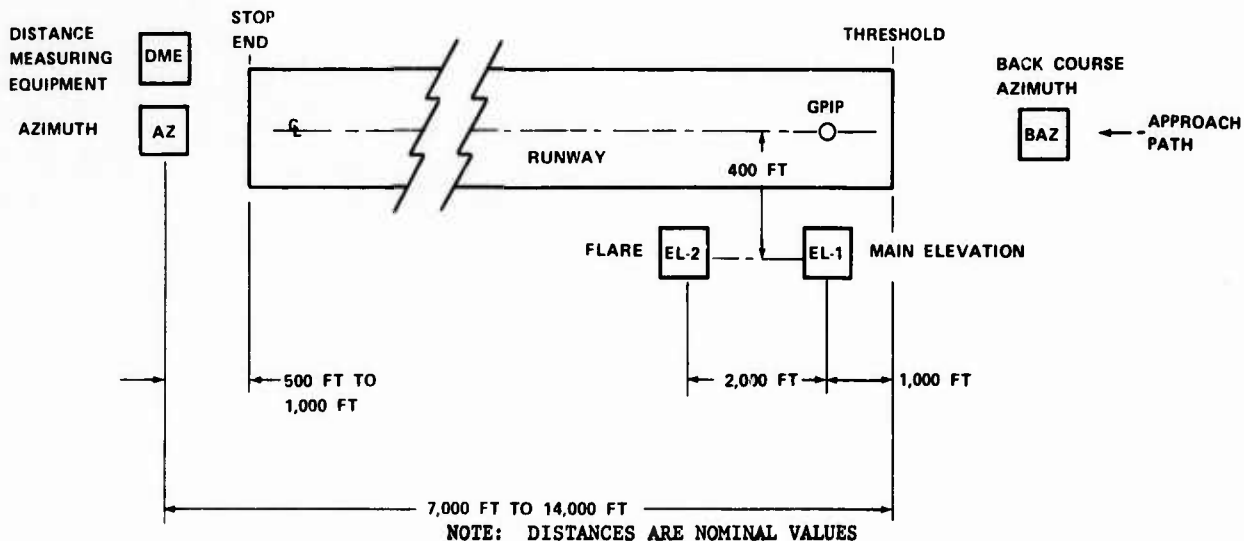 DISTANCE
MEASURING
EQUIPMENT
DME
STOP
END
THRESHOLD
BACK COURSE
AZIMUTH
AZIMUTH
AZ
℄
GPIP
RUNWAY
400 FT
BAZ
APPROACH
PATH
FLARE
EL-2
EL-1
MAIN ELEVATION
500 FT TO
1,000 FT
2,000 FT
1,000 FT
7,000 FT TO 14,000 FT
NOTE: DISTANCES ARE NOMINAL VALUES